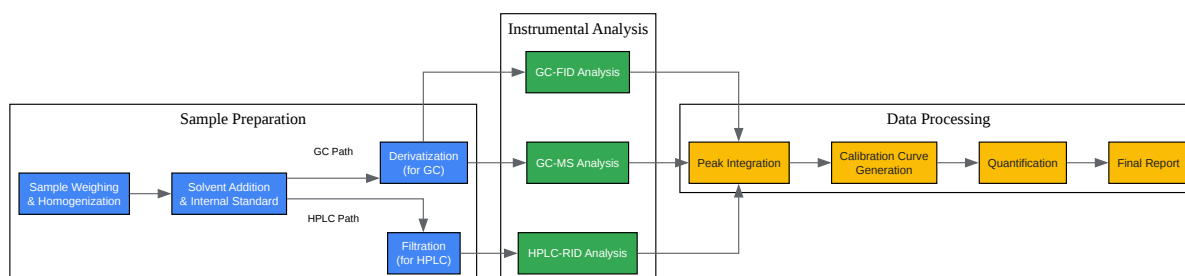 Instrumental Analysis
GC-FID Analysis
Sample Preparation
Data Processing
GC Path
Derivatization
(for GC)
GC-MS Analysis
Peak Integration
Calibration Curve
Generation
Quantification
Final Report
Sample Weighing
& Homogenization
Solvent Addition
& Internal Standard
HPLC Path
Filtration
(for HPLC)
HPLC-RID Analysis